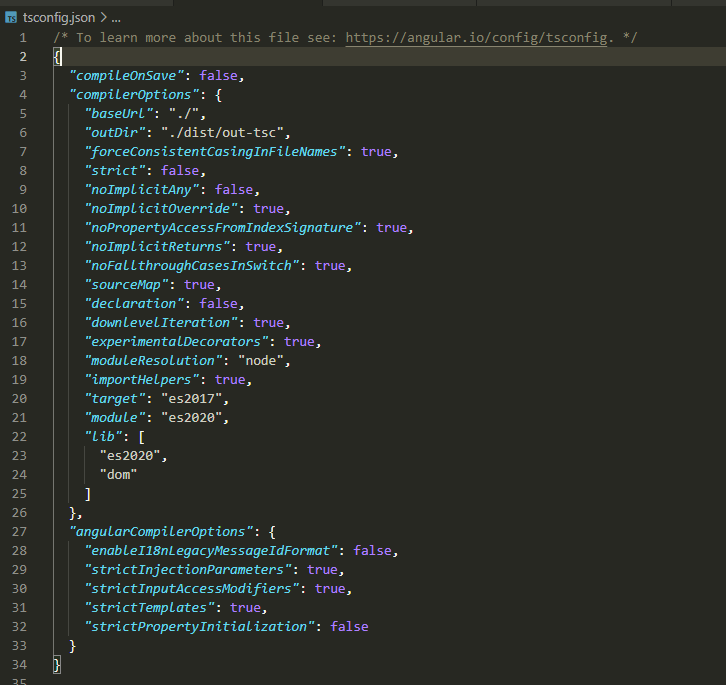 TS tsconfig.json > ...
1 /* To learn more about this file see: https://angular.io/config/tsconfig. */
2 {
3 "compileOnSave": false,
4 "compilerOptions": {
5 "baseUrl": "./",
6 "outDir": "./dist/out-tsc",
7 "forceConsistentCasingInFileNames": true,
8 "strict": false,
9 "noImplicitAny": false,
10 "noImplicitOverride": true,
11 "noPropertyAccessFromIndexSignature": true,
12 "noImplicitReturns": true,
13 "noFallthroughCasesInSwitch": true,
14 "sourceMap": true,
15 "declaration": false,
16 "downlevelIteration": true,
17 "experimentalDecorators": true,
18 "moduleResolution": "node",
19 "importHelpers": true,
20 "target": "es2017",
21 "module": "es2020",
22 "lib": [
23 "es2020",
24 "dom"
25 ]
26 },
27 "angularCompilerOptions": {
28 "enableI18nLegacyMessageIdFormat": false,
29 "strictInjectionParameters": true,
30 "strictInputAccessModifiers": true,
31 "strictTemplates": true,
32 "strictPropertyInitialization": false
33 }
34 }
35